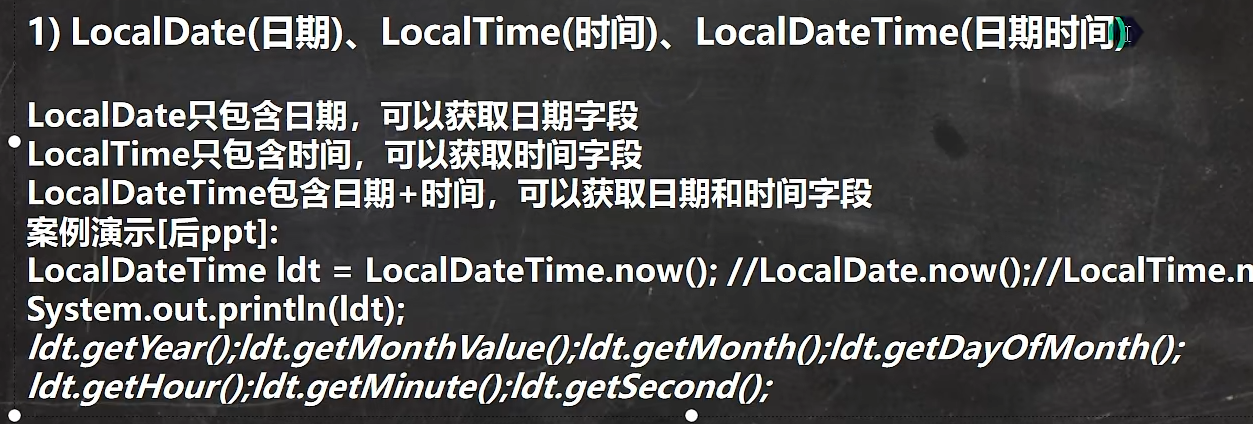 1) LocalDate(日期)、LocalTime(时间)、LocalDateTime(日期时间)
LocalDate只包含日期，可以获取日期字段
LocalTime只包含时间，可以获取时间字段
LocalDateTime包含日期+时间，可以获取日期和时间字段
案例演示[后ppt]:
LocalDateTime ldt = LocalDateTime.now(); //LocalDate.now();//LocalTime.n
System.out.println(ldt);
ldt.getYear();ldt.getMonthValue();ldt.getMonth();ldt.getDayOfMonth();
ldt.getHour();ldt.getMinute();ldt.getSecond();